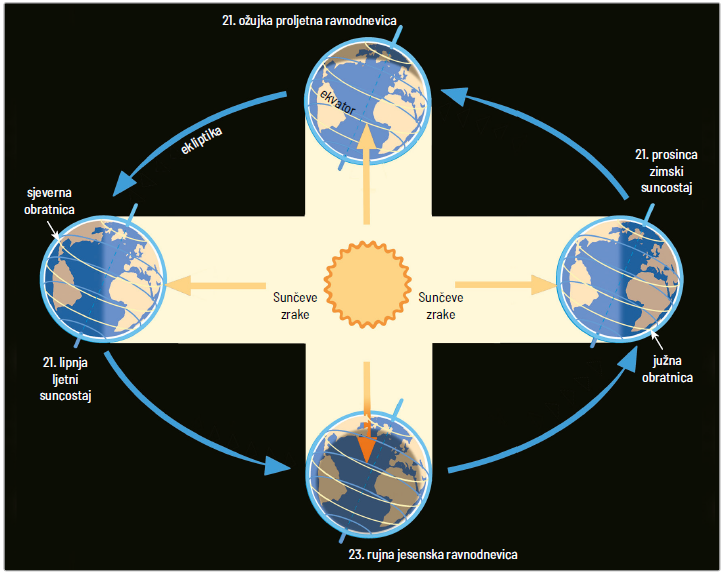 21. ožujka proljetna ravnodnevica
ekvator
ekliptika
21. prosinca
zimski
suncostaj
sjeverna
obratnica
Sunčeve
zrake
Sunčeve
zrake
21. lipnja
ljetni
suncostaj
južna
obratnica
23. rujna jesenska ravnodnevica